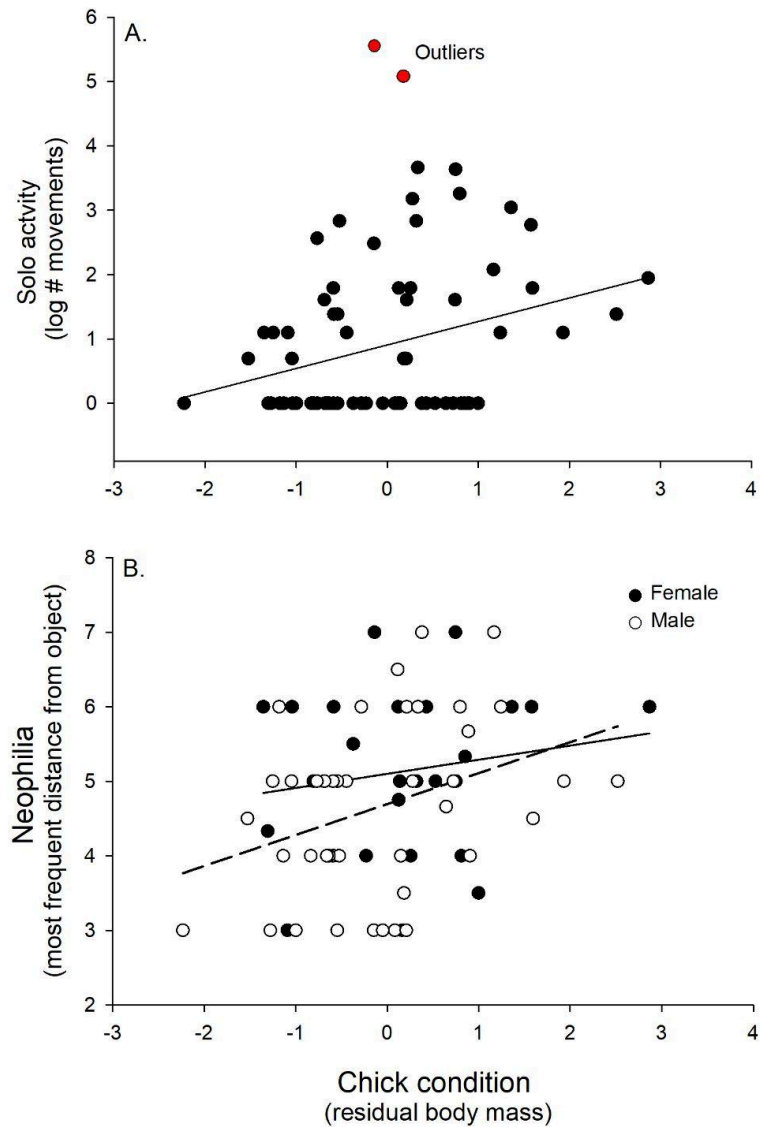 A.
Outliers
6
5
4
3
2
1
0
Solo actvity
(log # movements)
-3 -2 -1 0 1 2 3 4
B.
Female
Male
8
7
6
5
4
3
2
Neophilia
(most frequent distance from object)
-3 -2 -1 0 1 2 3 4
Chick condition
(residual body mass)